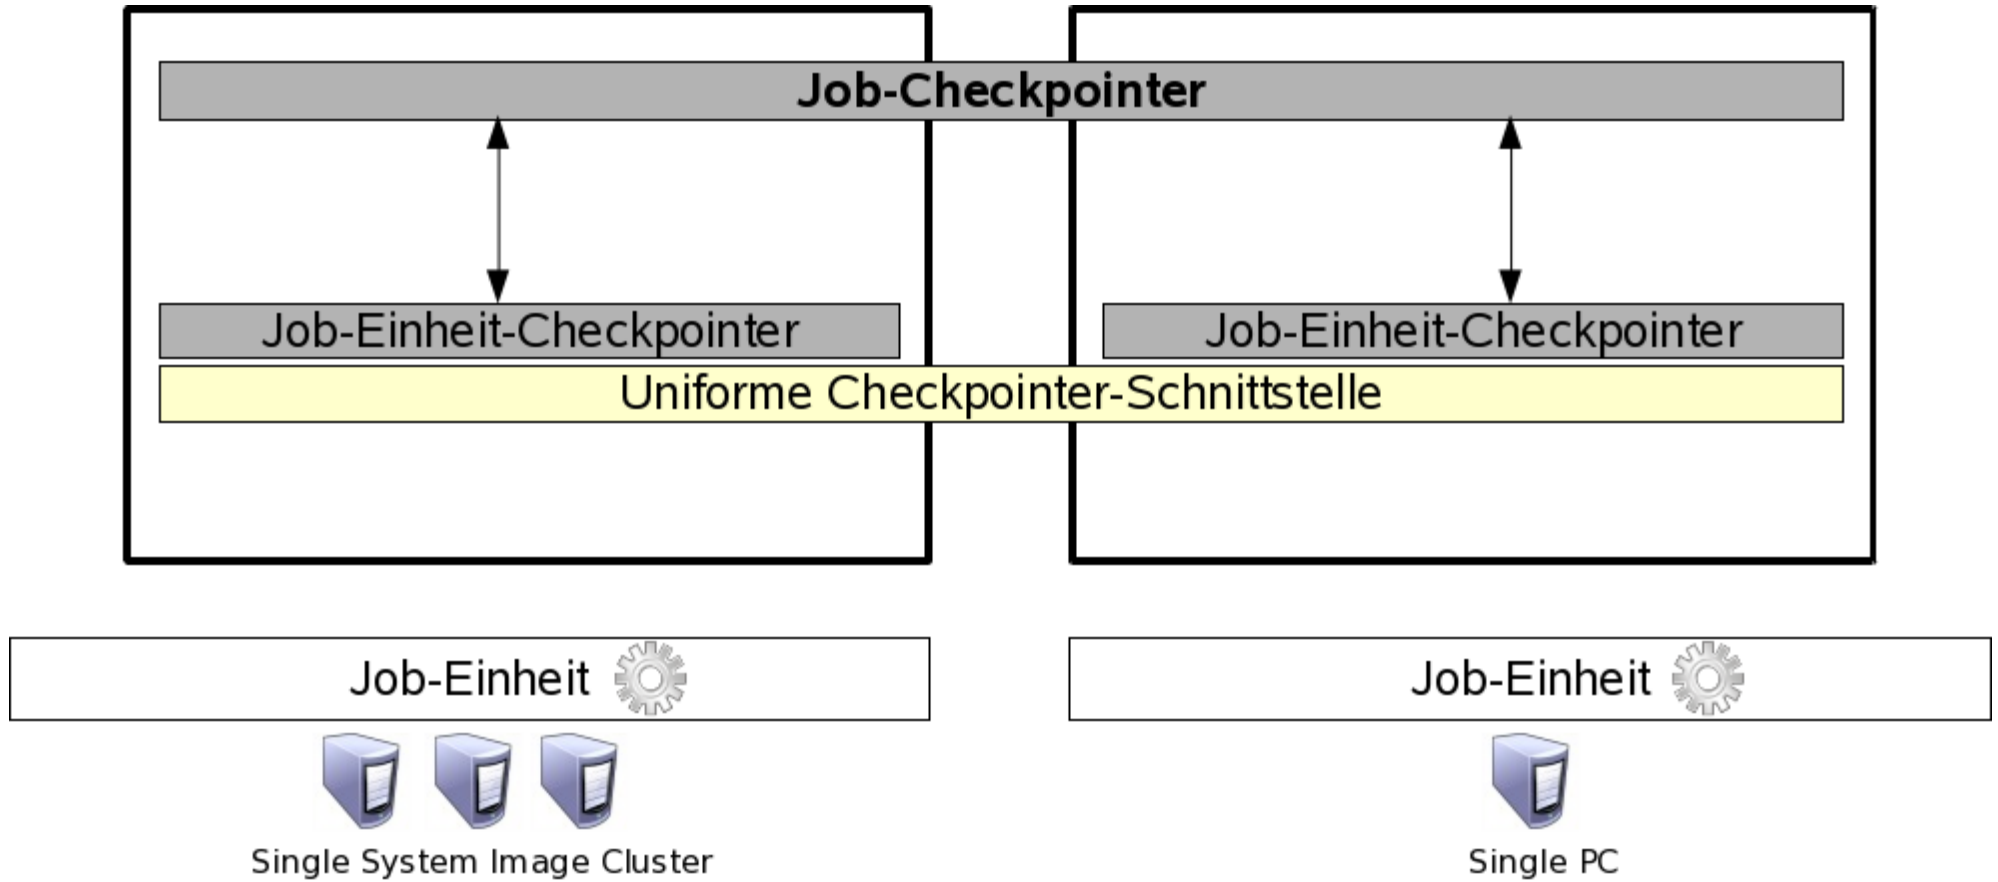 Job-Checkpointer
Job-Einheit-Checkpointer
Job-Einheit-Checkpointer
Uniforme Checkpointer-Schnittstelle
Job-Einheit
Job-Einheit
Single System Image Cluster
Single PC